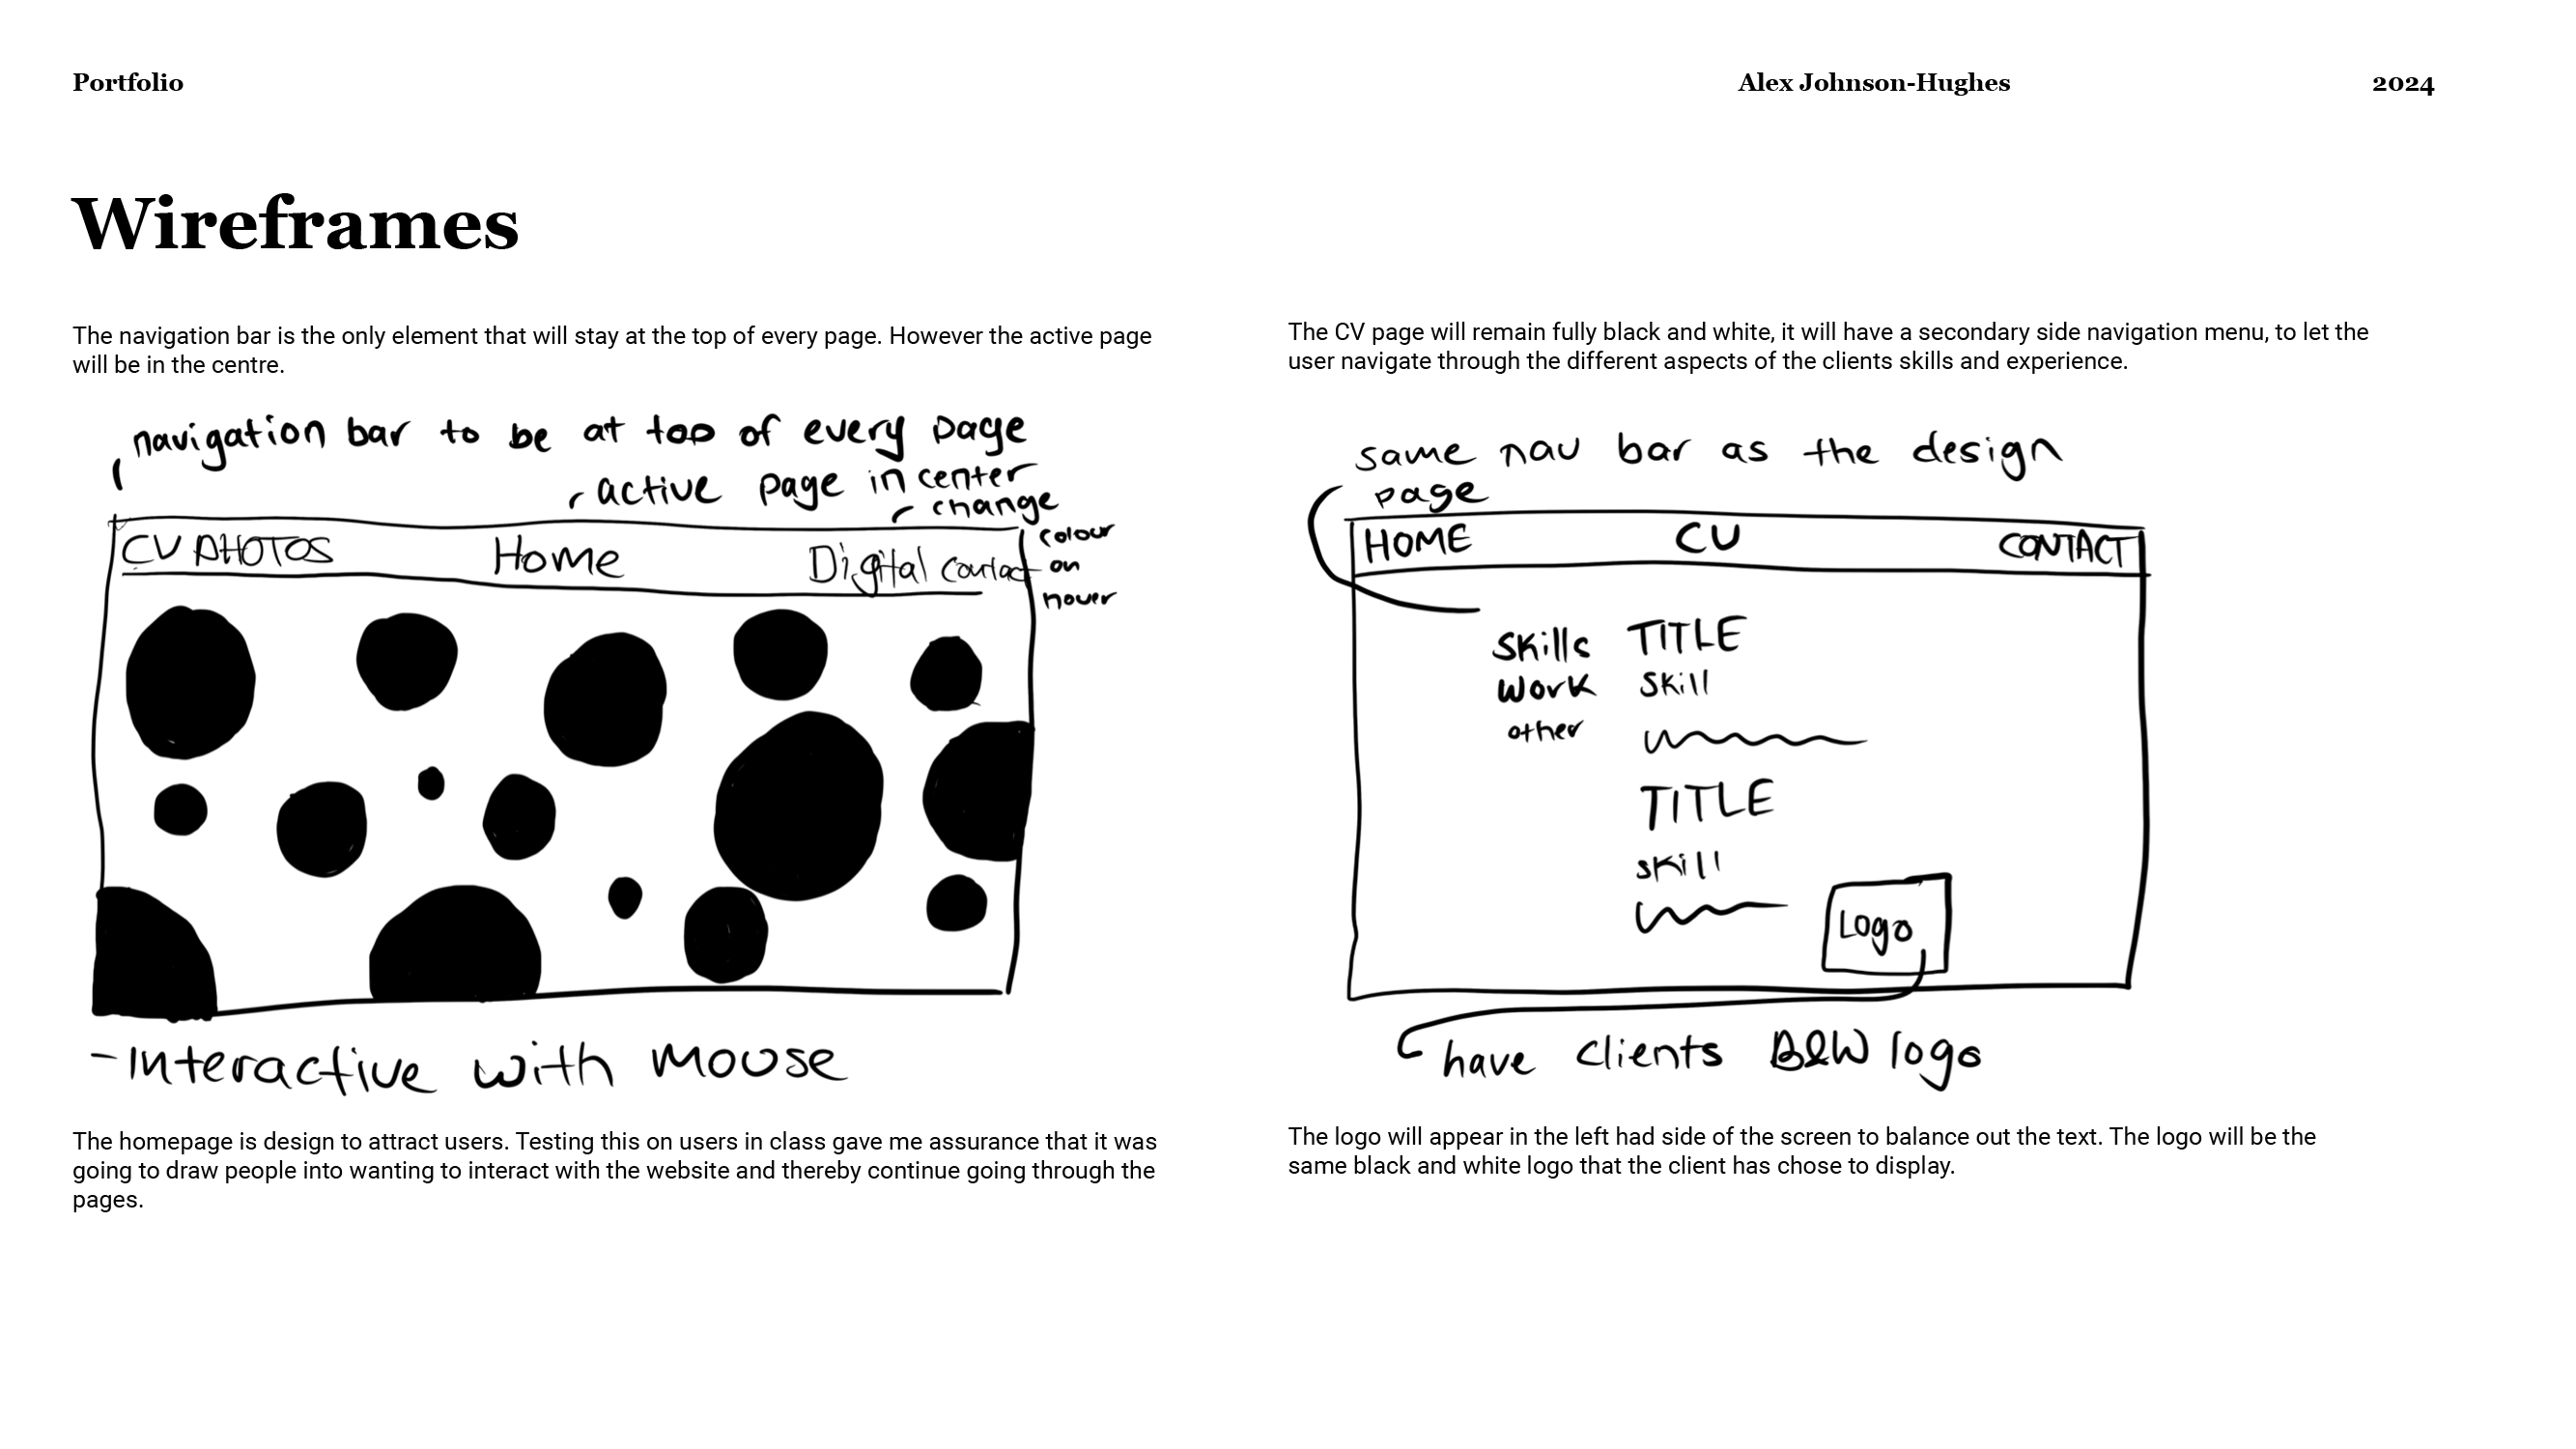 Portfolio
Alex Johnson-Hughes
2024
Wireframes
The navigation bar is the only element that will stay at the top of every page. However the active page
will be in the centre.
navigation bar to be at top of every page
active page in center
change
colour
on
hover
CV PHOTOS
Home
Digital contact
- Interactive with mouse
The homepage is design to attract users. Testing this on users in class gave me assurance that it was
going to draw people into wanting to interact with the website and thereby continue going through the
pages.
The CV page will remain fully black and white, it will have a secondary side navigation menu, to let the
user navigate through the different aspects of the clients skills and experience.
same nav bar as the design
page
HOME
CV
CONTACT
Skills
Work
other
TITLE
Skill
TITLE
skill
Logo
have clients B&W logo
The logo will appear in the left had side of the screen to balance out the text. The logo will be the
same black and white logo that the client has chose to display.